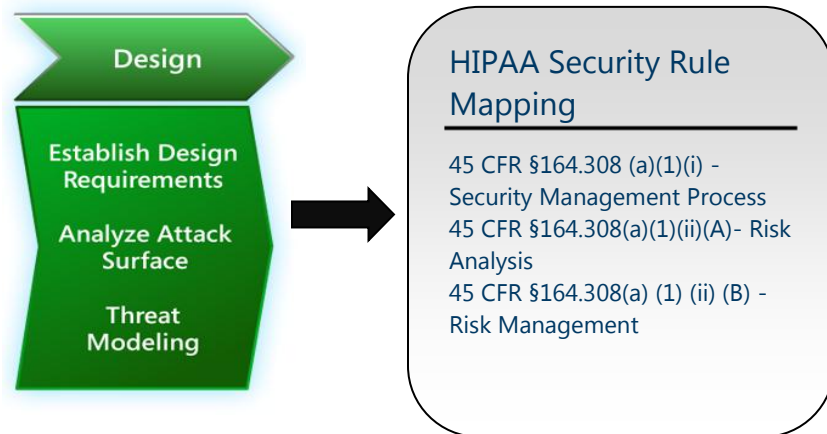 Design
Establish Design
Requirements
Analyze Attack
Surface
Threat
Modeling
HIPAA Security Rule
Mapping
45 CFR §164.308 (a)(1)(i) -
Security Management Process
45 CFR §164.308(a)(1)(ii)(A)- Risk
Analysis
45 CFR §164.308(a) (1) (ii) (B) -
Risk Management